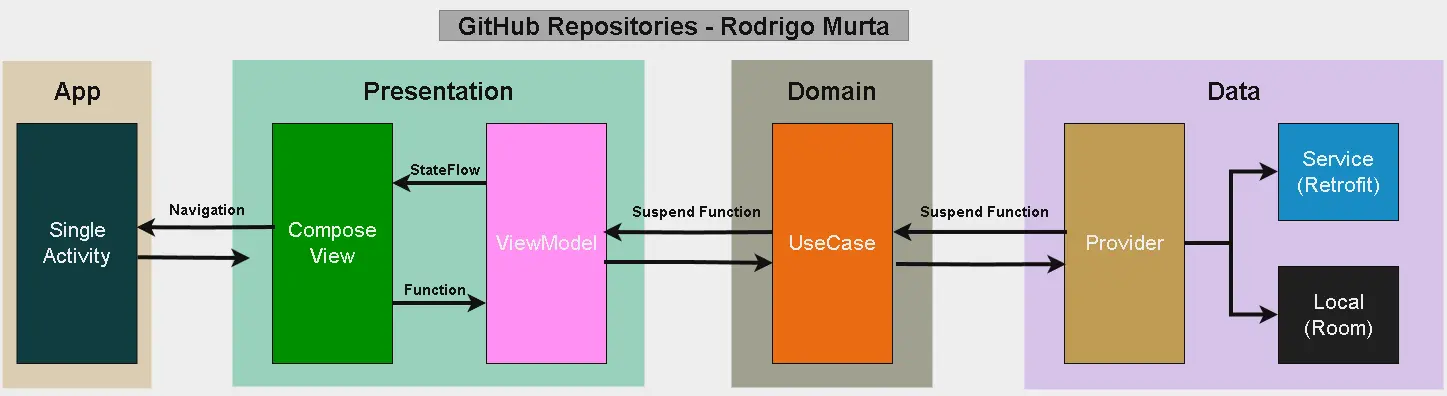 GitHub Repositories - Rodrigo Murta
App
Presentation
Domain
Data
Single
Activity
Navigation
Compose
View
StateFlow
Function
ViewModel
Suspend Function
UseCase
Suspend Function
Provider
Service
(Retrofit)
Local
(Room)